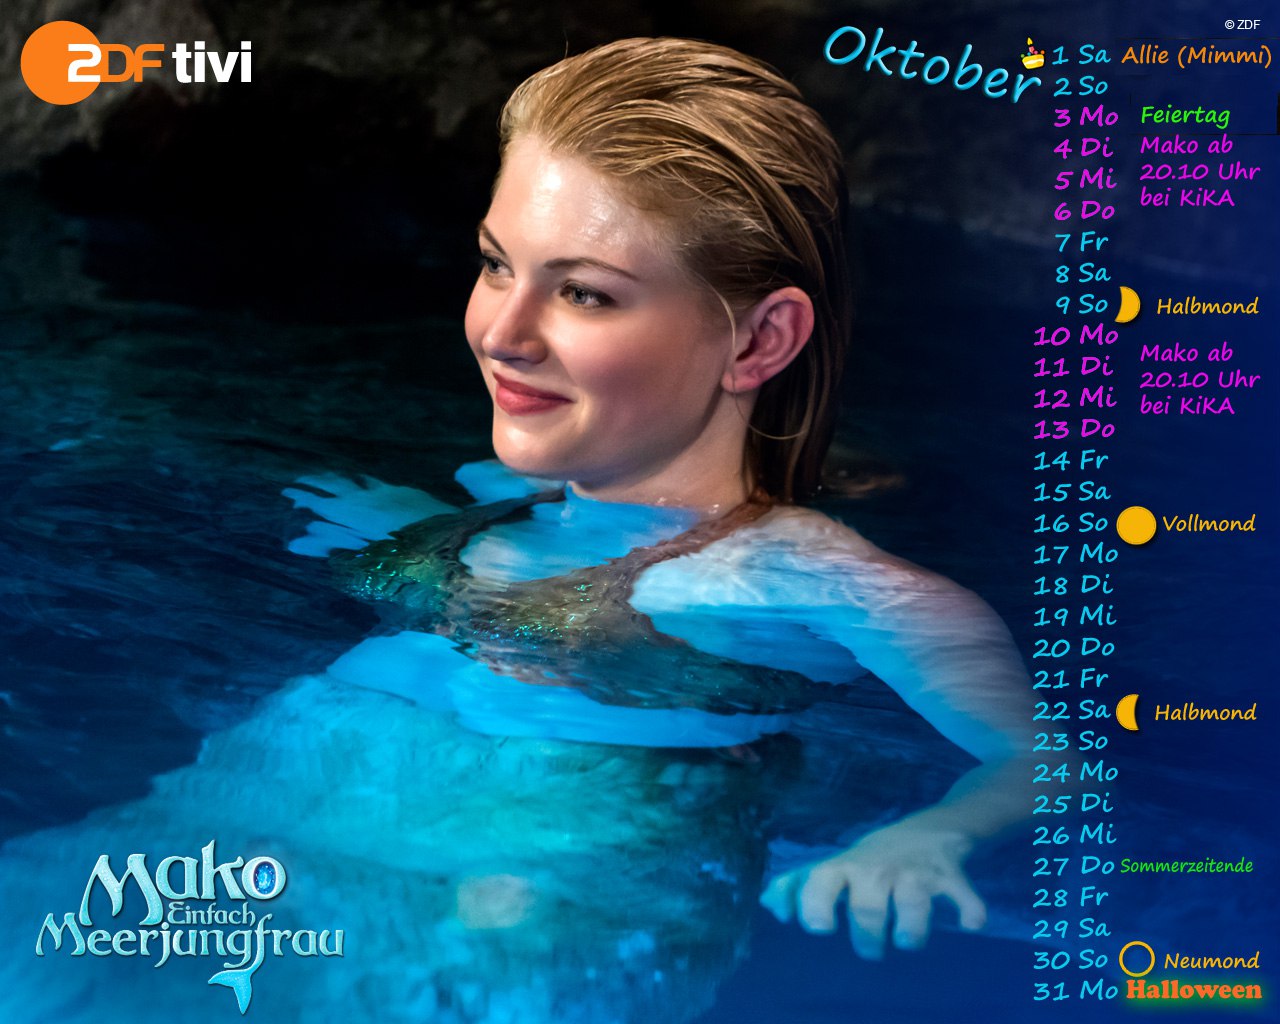 © ZDF
ZDF tivi
Oktober
1 Sa Allie (Mimmi)
2 So
3 Mo Feiertag
4 Di Mako ab
5 Mi 20.10 Uhr
6 Do bei KiKA
7 Fr
8 Sa
9 So Halbmond
10 Mo
11 Di Mako ab
12 Mi 20.10 Uhr
13 Do bei KiKA
14 Fr
15 Sa
16 So Vollmond
17 Mo
18 Di
19 Mi
20 Do
21 Fr
22 Sa Halbmond
23 So
24 Mo
25 Di
26 Mi
27 Do Sommerzeitende
28 Fr
29 Sa
30 So Neumond
31 Mo Halloween
Mako
Einfach
Meerjungfrau